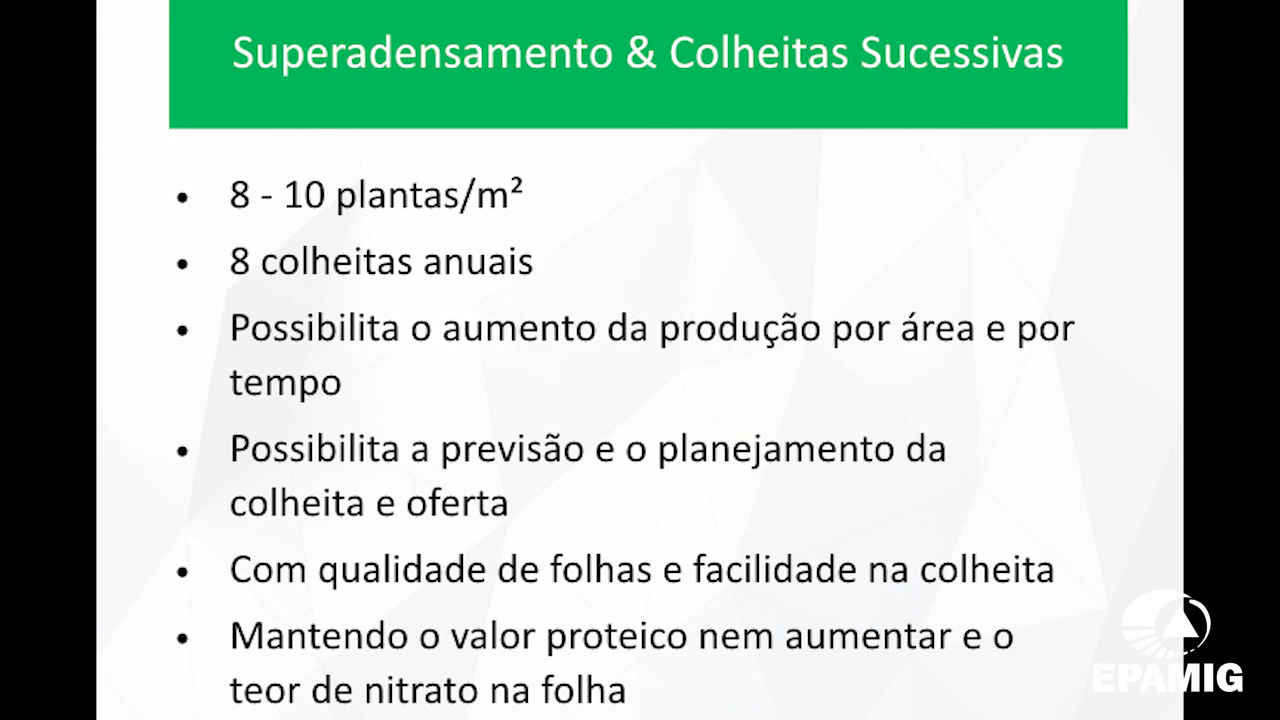 Superadensamento & Colheitas Sucessivas
• 8 - 10 plantas/m²
• 8 colheitas anuais
• Possibilita o aumento da produção por área e por
tempo
• Possibilita a previsão e o planejamento da
colheita e oferta
• Com qualidade de folhas e facilidade na colheita
• Mantendo o valor proteico nem aumentar e o
teor de nitrato na folha
EPAMIG